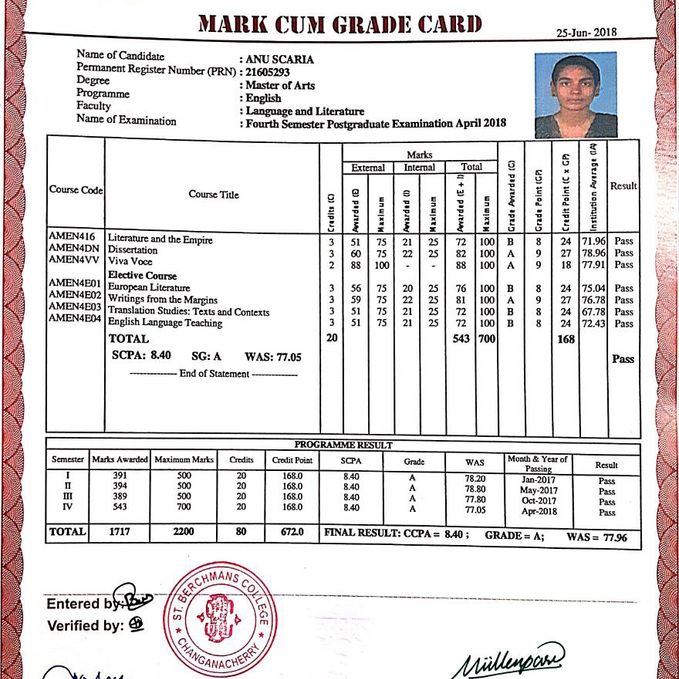 MARK CUM GRADE CARD
25-Jun- 2018
Name of Candidate : ANU SCARIA
Permanent Register Number (PRN) : 21605293
Degree : Master of Arts
Programme : English
Faculty : Language and Literature
Name of Examination : Fourth Semester Postgraduate Examination April 2018
Course Code Course Title Credits (C) Marks Grade Awarded (G) Grade Point (GP) Credit Point (C x GP) Institution Average (IA) Result
External Internal Total
Awarded (E) Maximum Awarded (I) Maximum Awarded (E + I) Maximum
AMEN416 Literature and the Empire 3 51 75 21 25 72 100 B 8 24 71.96 Pass
AMEN4DN Dissertation 3 60 75 22 25 82 100 A 9 27 78.96 Pass
AMEN4VV Viva Voce 2 88 100 - - 88 100 A 9 18 77.91 Pass
Elective Course
AMEN4E01 European Literature 3 56 75 20 25 76 100 B 8 24 75.04 Pass
AMEN4E02 Writings from the Margins 3 59 75 22 25 81 100 A 9 27 76.78 Pass
AMEN4E03 Translation Studies: Texts and Contexts 3 51 75 21 25 72 100 B 8 24 67.78 Pass
AMEN4E04 English Language Teaching 3 51 75 21 25 72 100 B 8 24 72.43 Pass
TOTAL 20 543 700 168
SCPA: 8.40 SG: A WAS: 77.05 Pass
-------------- End of Statement --------------
PROGRAMME RESULT
Semester Marks Awarded Maximum Marks Credits Credit Point SCPA Grade WAS Month & Year of Passing Result
I 391 500 20 168.0 8.40 A 78.20 Jan-2017 Pass
II 394 500 20 168.0 8.40 A 78.80 May-2017 Pass
III 389 500 20 168.0 8.40 A 77.80 Oct-2017 Pass
IV 543 700 20 168.0 8.40 A 77.05 Apr-2018 Pass
TOTAL 1717 2200 80 672.0 FINAL RESULT: CCPA = 8.40 ; GRADE = A; WAS = 77.96
Entered by:
Verified by:
ST. BERCHMANS COLLEGE
CHANGANACHERRY